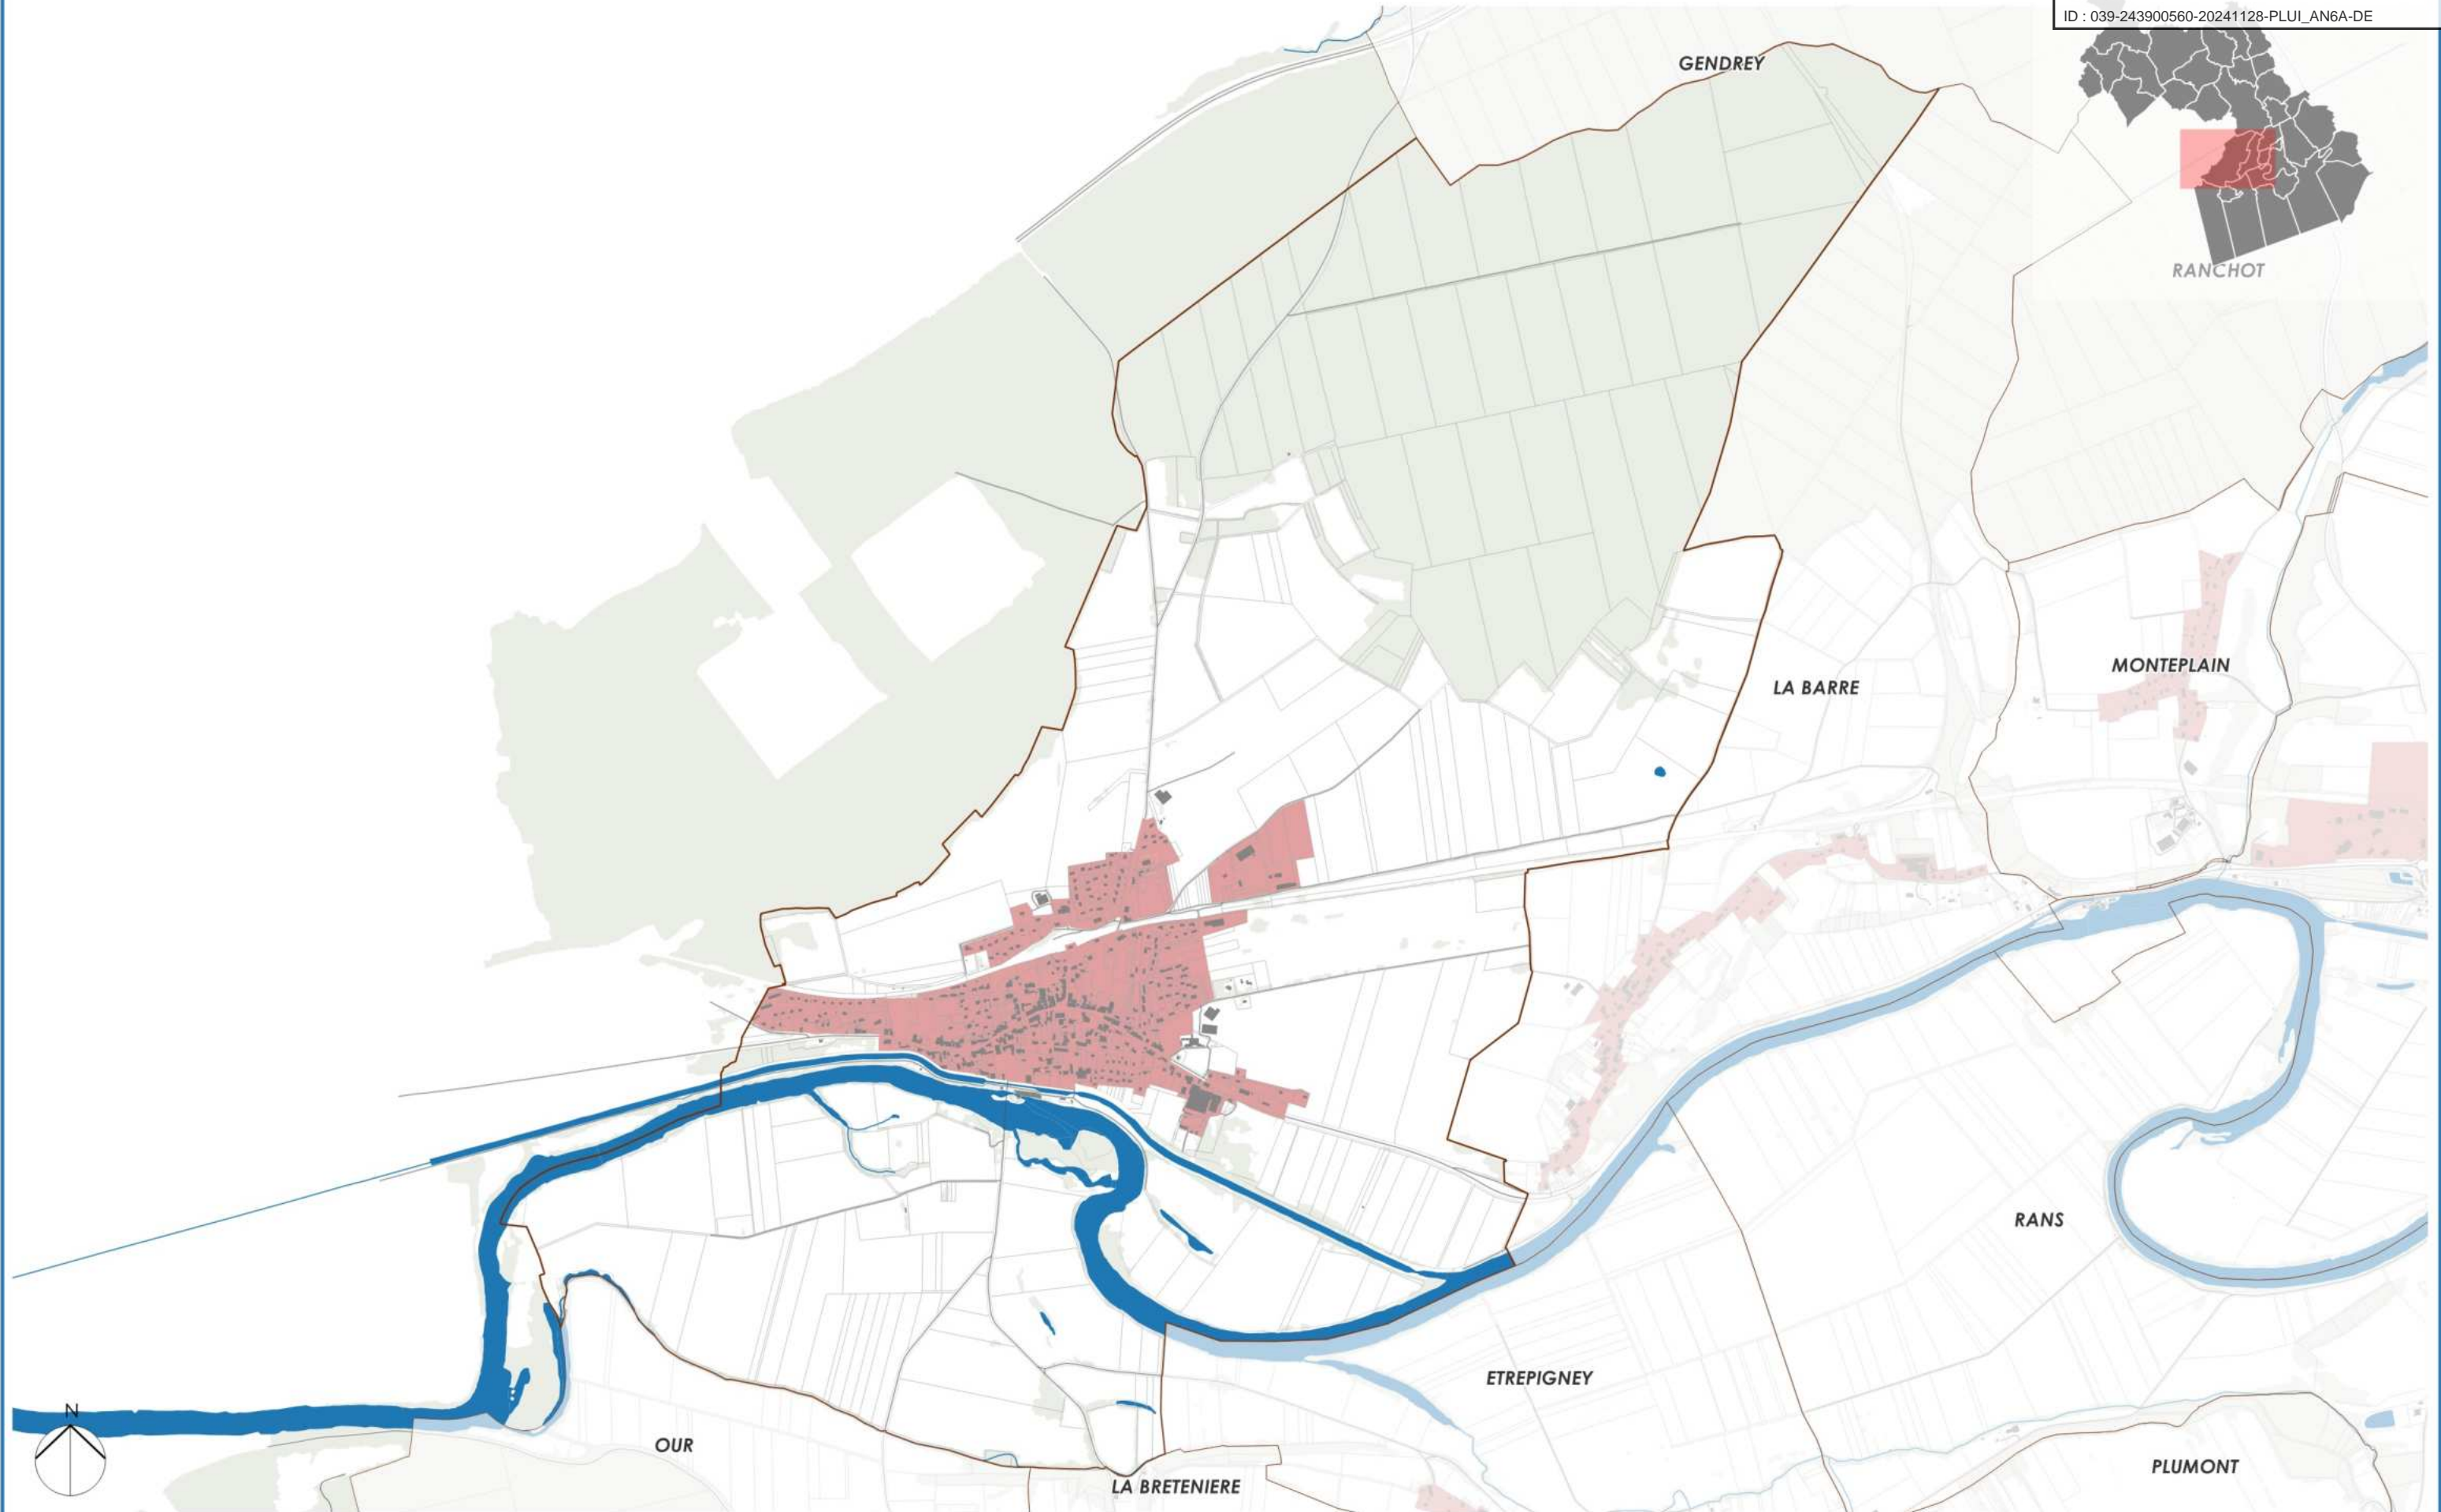 ID : 039-243900560-20241128-PLUI_AN6A-DE
GENDREY
RANCHOT
MONTEPLAIN
LA BARRE
RANS
ETREPIGNEY
N
OUR
PLUMONT
LA BRETENIERE